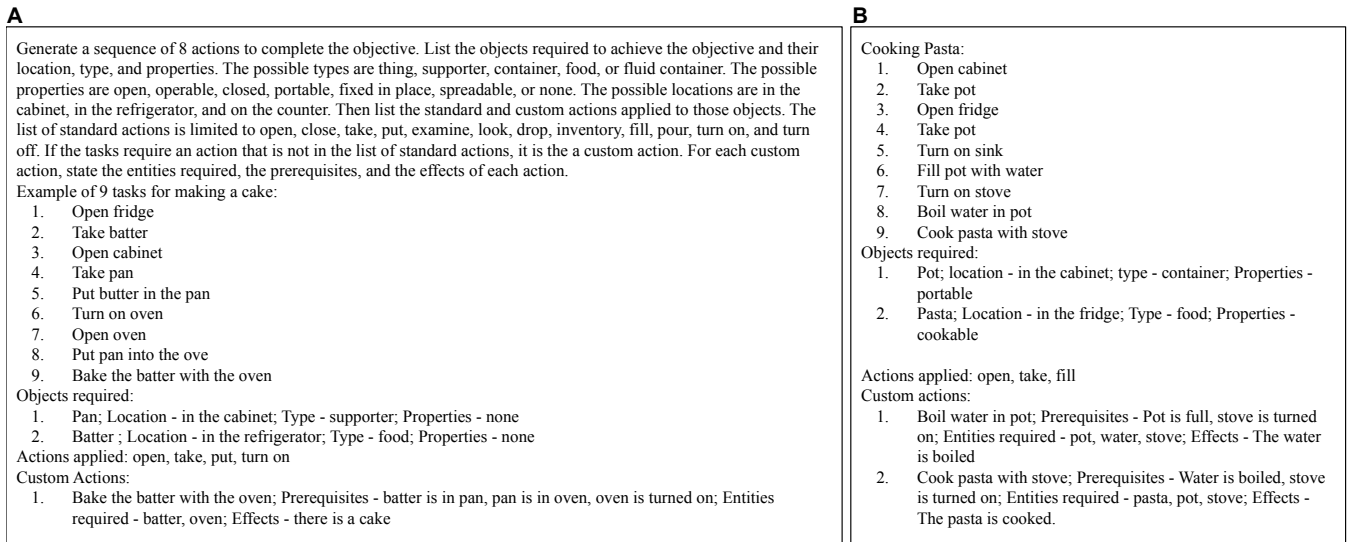 A
Generate a sequence of 8 actions to complete the objective. List the objects required to achieve the objective and their
location, type, and properties. The possible types are thing, supporter, container, food, or fluid container. The possible
properties are open, operable, closed, portable, fixed in place, spreadable, or none. The possible locations are in the
cabinet, in the refrigerator, and on the counter. Then list the standard and custom actions applied to those objects. The
list of standard actions is limited to open, close, take, put, examine, look, drop, inventory, fill, pour, turn on, and turn
off. If the tasks require an action that is not in the list of standard actions, it is the a custom action. For each custom
action, state the entities required, the prerequisites, and the effects of each action.
Example of 9 tasks for making a cake:
1. Open fridge
2. Take batter
3. Open cabinet
4. Take pan
5. Put butter in the pan
6. Turn on oven
7. Open oven
8. Put pan into the ove
9. Bake the batter with the oven
Objects required:
1. Pan; Location - in the cabinet; Type - supporter; Properties - none
2. Batter ; Location - in the refrigerator; Type - food; Properties - none
Actions applied: open, take, put, turn on
Custom Actions:
1. Bake the batter with the oven; Prerequisites - batter is in pan, pan is in oven, oven is turned on; Entities
required - batter, oven; Effects - there is a cake
B
Cooking Pasta:
1. Open cabinet
2. Take pot
3. Open fridge
4. Take pot
5. Turn on sink
6. Fill pot with water
7. Turn on stove
8. Boil water in pot
9. Cook pasta with stove
Objects required:
1. Pot; location - in the cabinet; type - container; Properties -
portable
2. Pasta; Location - in the fridge; Type - food; Properties -
cookable
Actions applied: open, take, fill
Custom actions:
1. Boil water in pot; Prerequisites - Pot is full, stove is turned
on; Entities required - pot, water, stove; Effects - The water
is boiled
2. Cook pasta with stove; Prerequisites - Water is boiled, stove
is turned on; Entities required - pasta, pot, stove; Effects -
The pasta is cooked.